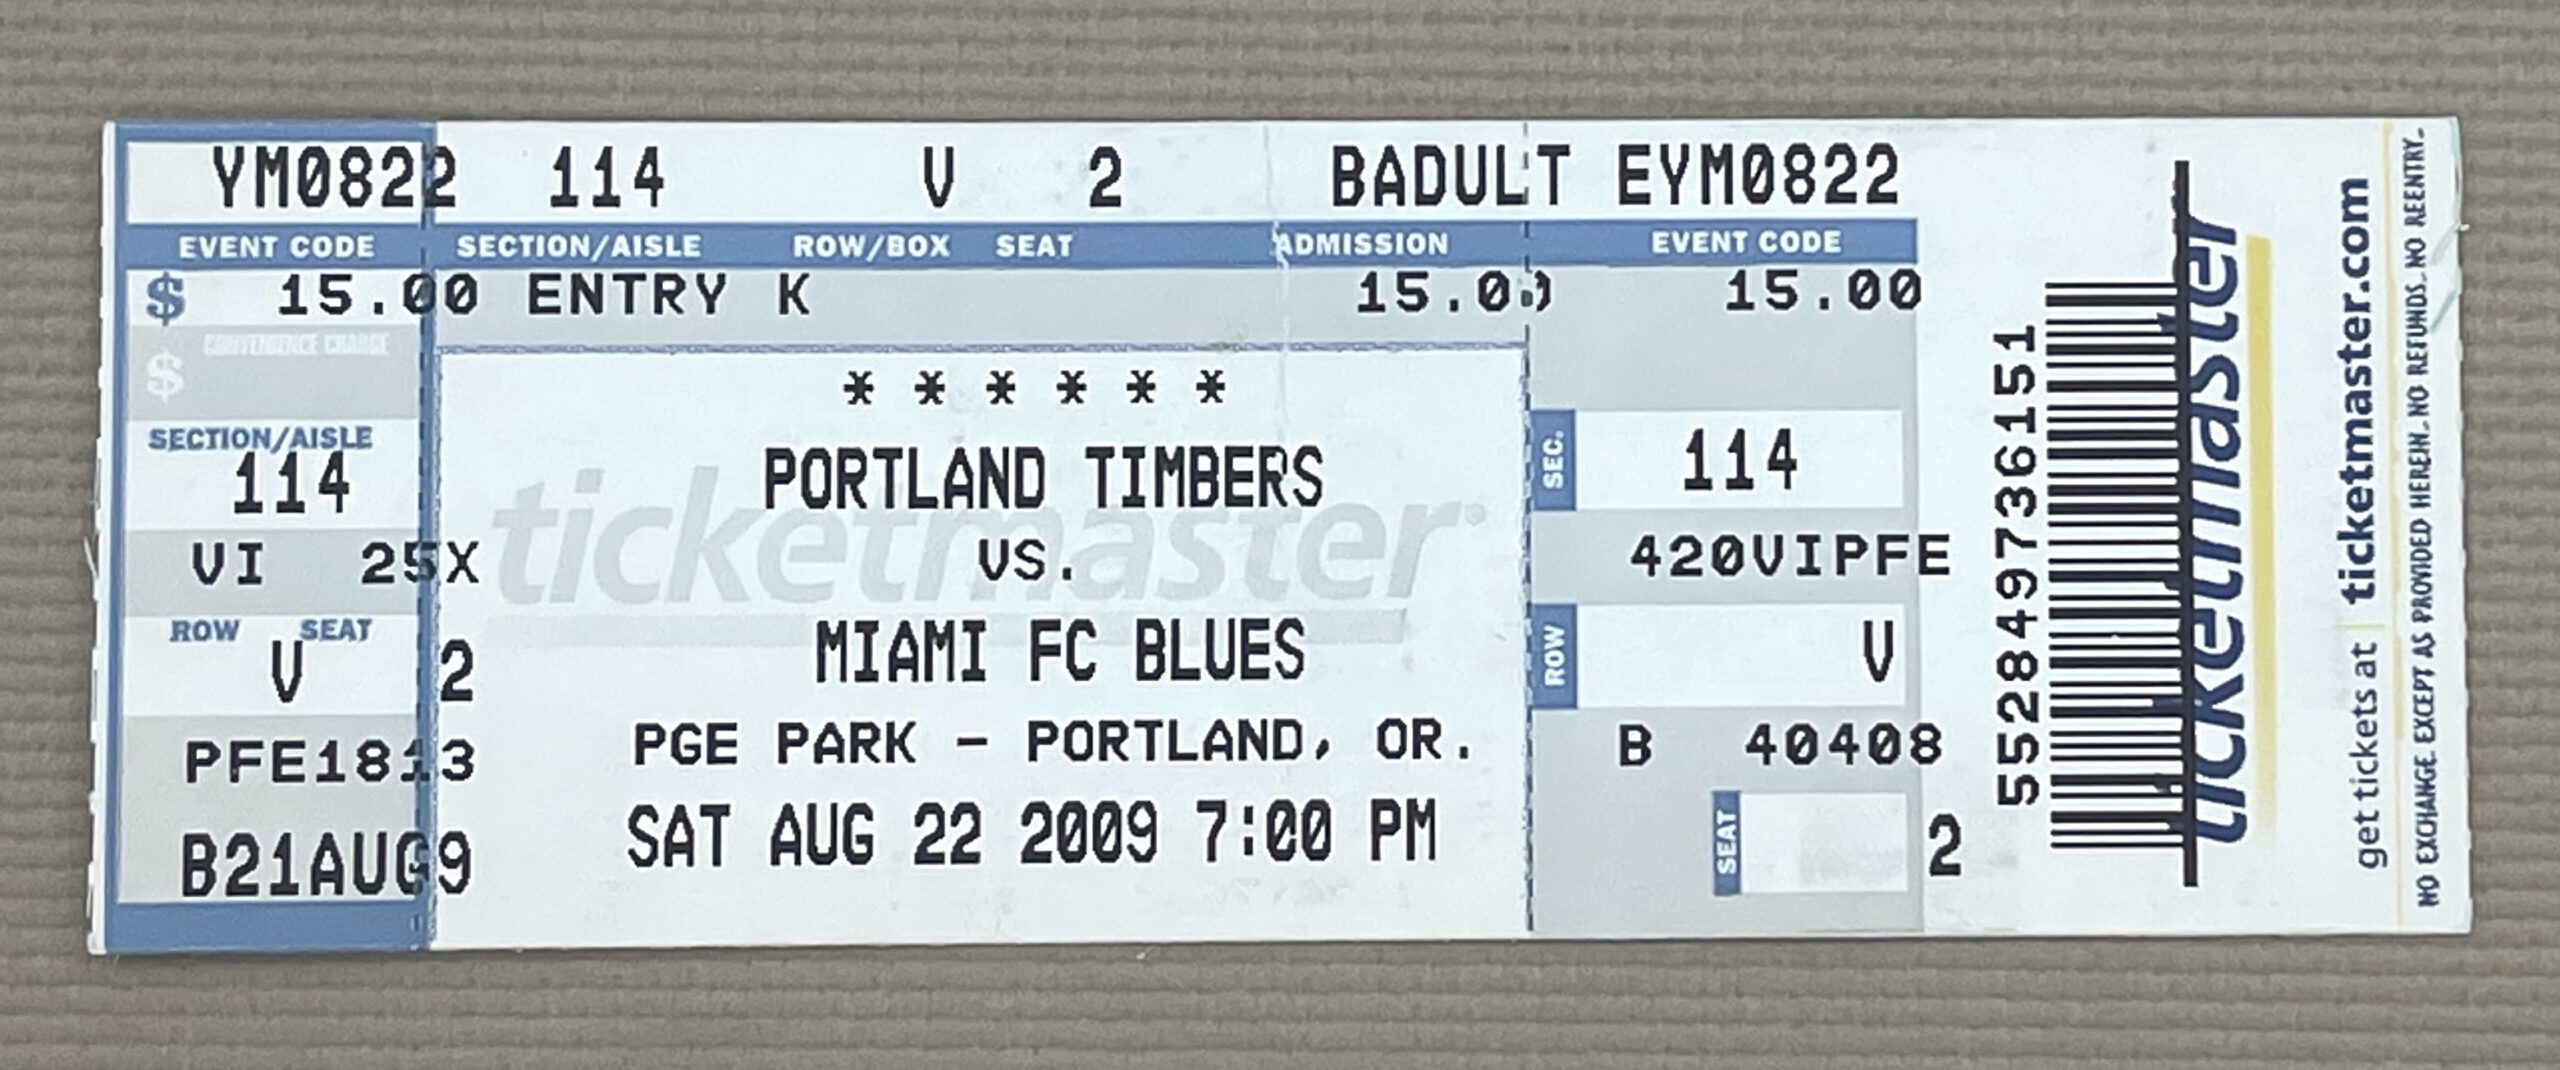 YM0822 114 V 2 BADULT EYM0822
EVENT CODE SECTION/AISLE ROW/BOX SEAT ADMISSION EVENT CODE
$ 15.00 ENTRY K 15.00 15.00
$ CONVENIENCE CHARGE
* * * * * *
SECTION/AISLE
114
PORTLAND TIMBERS
SEC. 114
ticketmaster®
VI 25X
VS.
420VIPFE
ROW SEAT
V 2
MIAMI FC BLUES
ROW V
PFE1813
PGE PARK - PORTLAND, OR.
B 40408
B21AUG9
SAT AUG 22 2009 7:00 PM
SEAT 2
552849736151
ticketmaster
get tickets at ticketmaster.com
NO EXCHANGE EXCEPT AS PROVIDED HEREIN. NO REFUNDS. NO REENTRY.